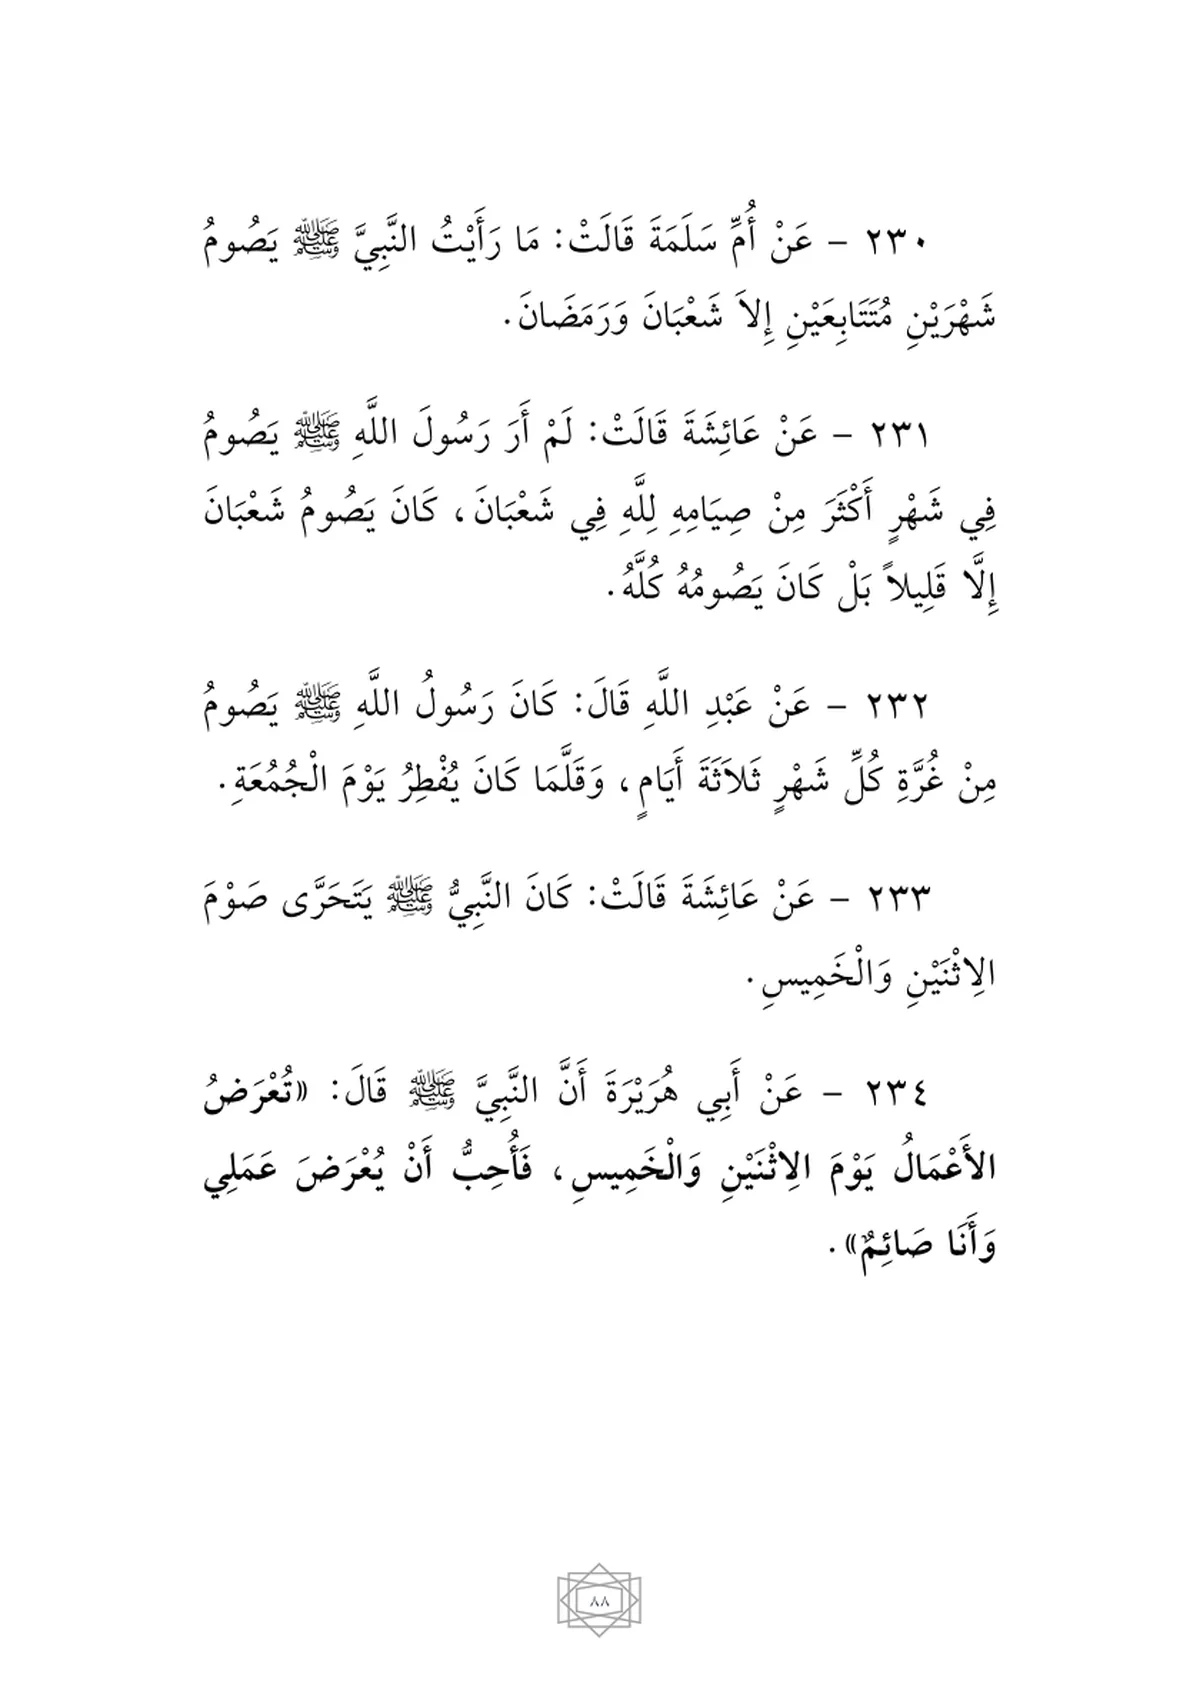 ٢٣٠ – عَنْ أُمِّ سَلَمَةَ قَالَتْ: مَا رَأَيْتُ النَّبِيَّ ﷺ يَصُومُ
شَهْرَيْنِ مُتَتَابِعَيْنِ إِلاَ شَعْبَانَ وَرَمَضَانَ.
٢٣١ – عَنْ عَائِشَةَ قَالَتْ: لَمْ أَرَ رَسُولَ اللَّهِ ﷺ يَصُومُ
فِي شَهْرٍ أَكْثَرَ مِنْ صِيَامِهِ لِلَّهِ فِي شَعْبَانَ، كَانَ يَصُومُ شَعْبَانَ
إِلَّا قَلِيلاً بَلْ كَانَ يَصُومُهُ كُلَّهُ.
٢٣٢ – عَنْ عَبْدِ اللَّهِ قَالَ: كَانَ رَسُولُ اللَّهِ ﷺ يَصُومُ
مِنْ غُرَّةِ كُلِّ شَهْرٍ ثَلاَثَةَ أَيَامٍ، وَقَلَّمَا كَانَ يُفْطِرُ يَوْمَ الْجُمُعَةِ.
٢٣٣ – عَنْ عَائِشَةَ قَالَتْ: كَانَ النَّبِيُّ ﷺ يَتَحَرَّى صَوْمَ
الِاثْنَيْنِ وَالْخَمِيسِ.
٢٣٤ – عَنْ أَبِي هُرَيْرَةَ أَنَّ النَّبِيَّ ﷺ قَالَ: «تُعْرَضُ
الأَعْمَالُ يَوْمَ الِاثْنَيْنِ وَالْخَمِيسِ، فَأُحِبُّ أَنْ يُعْرَضَ عَمَلِي
وَأَنَا صَائِمٌ».
٨٨